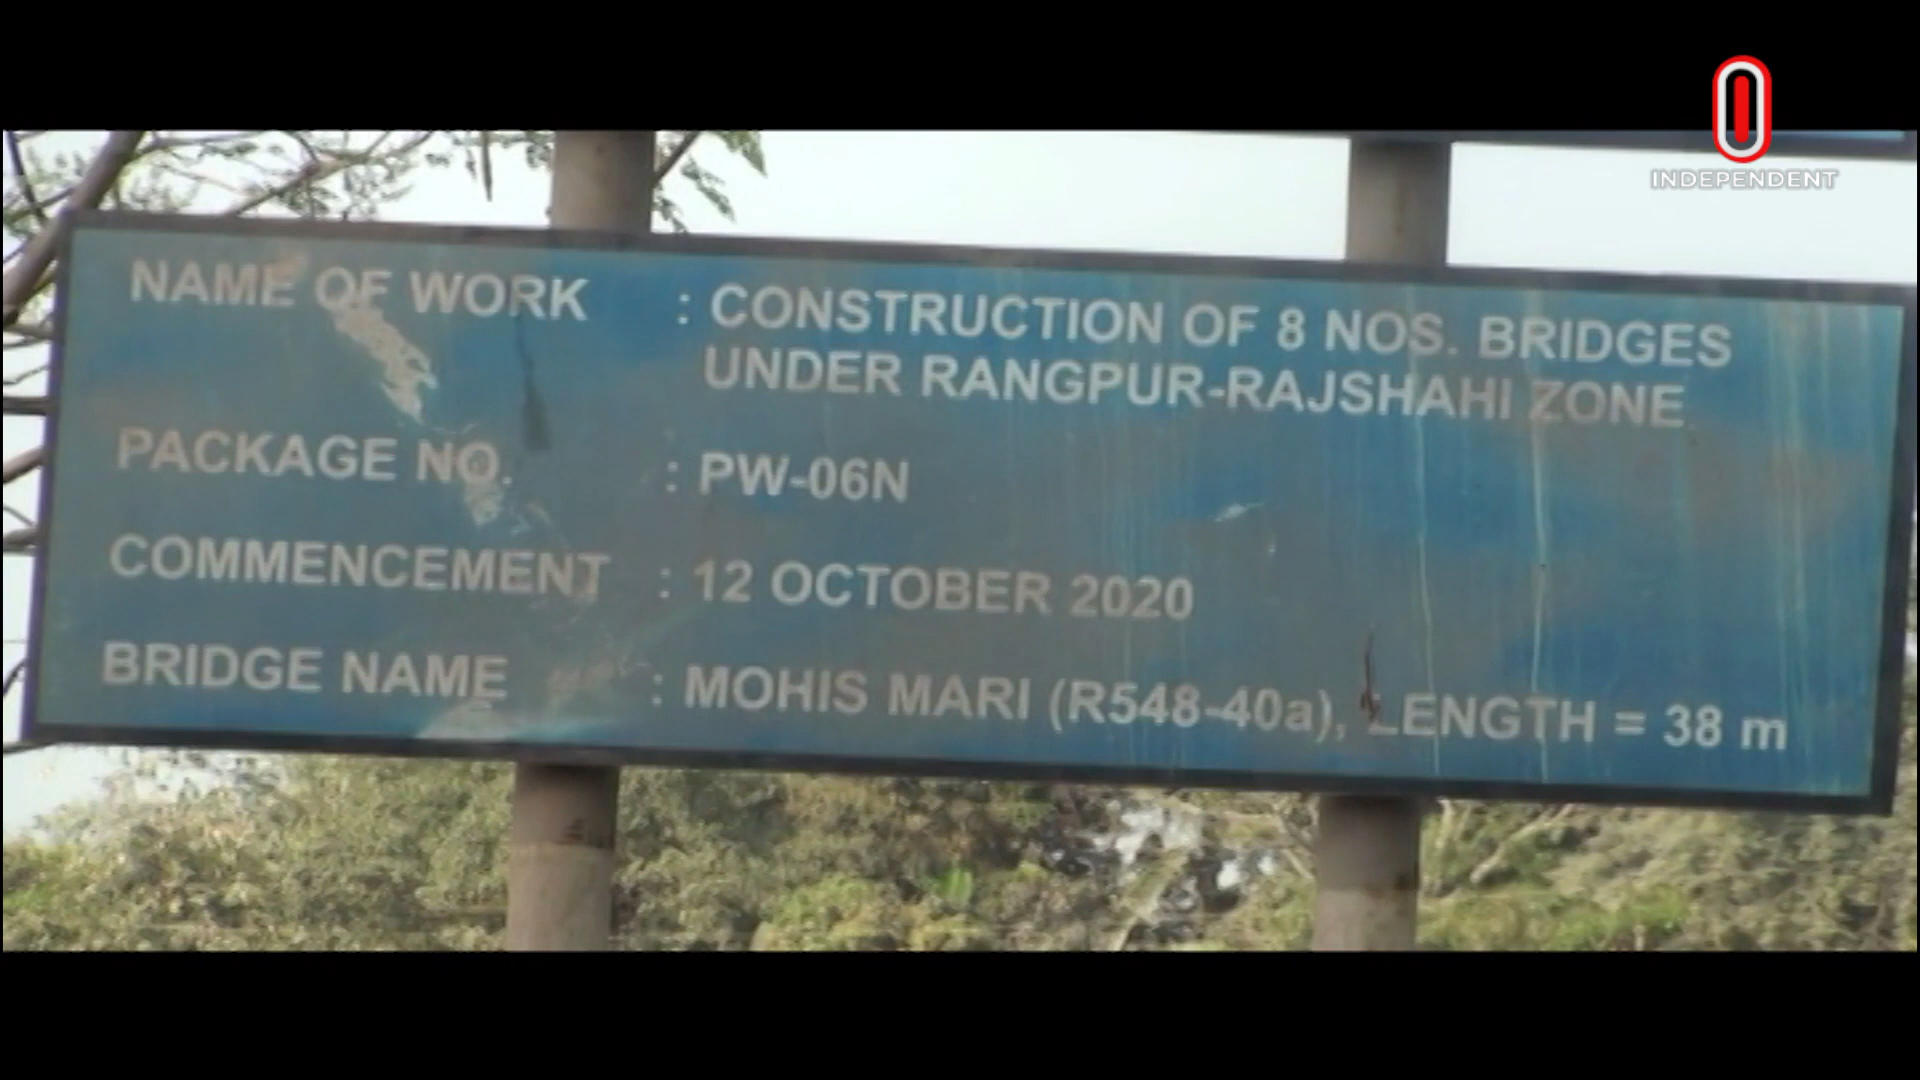 INDEPENDENT
NAME OF WORK : CONSTRUCTION OF 8 NOS. BRIDGES
UNDER RANGPUR-RAJSHAHI ZONE
PACKAGE NO. : PW-06N
COMMENCEMENT : 12 OCTOBER 2020
BRIDGE NAME : MOHIS MARI (R548-40a), LENGTH = 38 m